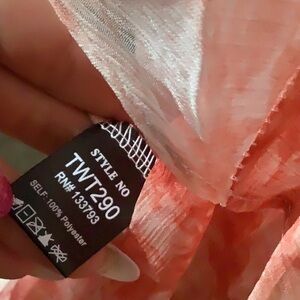 STYLE NO
TWT290
RN# 133793
SELF: 100% Polyester